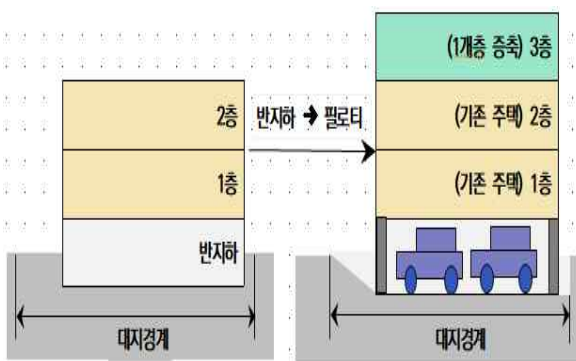 (1개층 증축) 3층
2층
반지하 → 필로티
(기존 주택) 2층
1층
(기존 주택) 1층
반지하
대지경계
대지경계